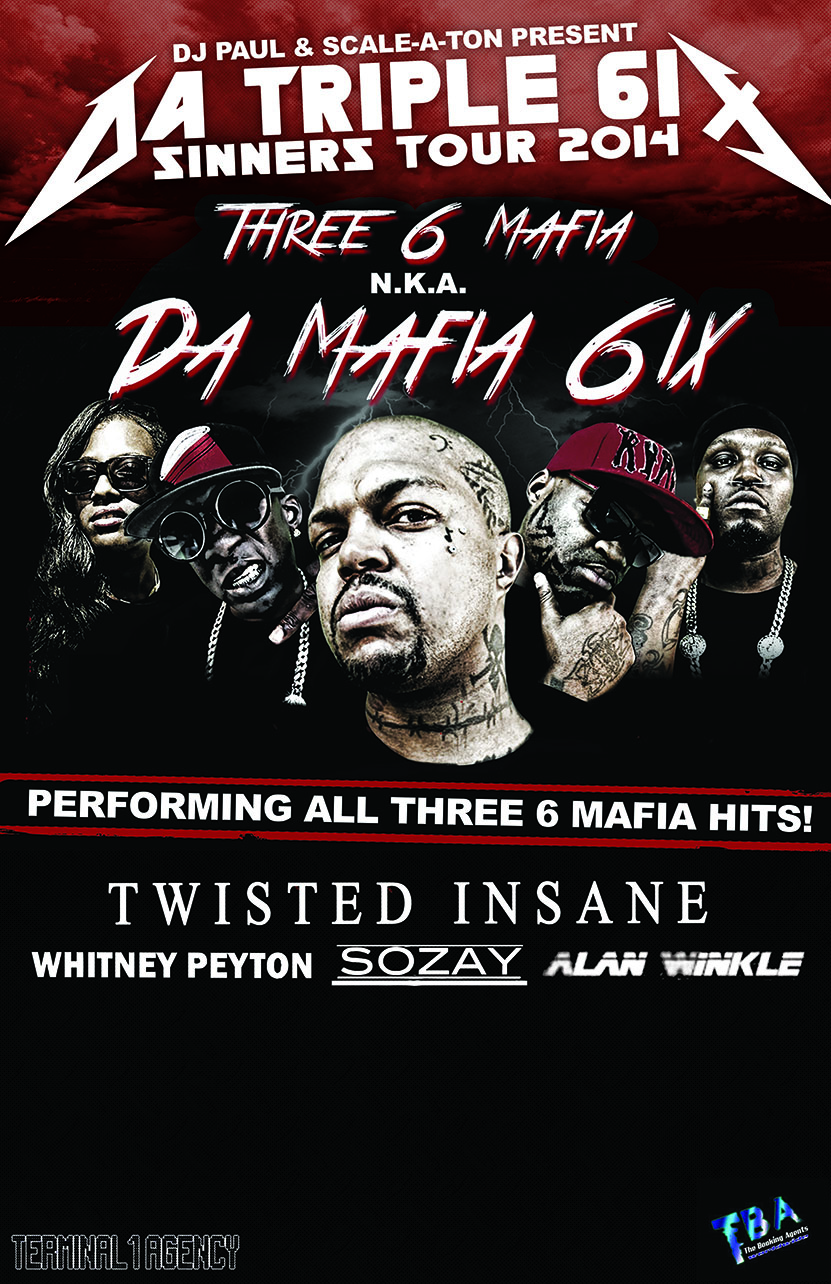 DJ PAUL & SCALE-A-TON PRESENT
DA TRIPLE 6IX
SINNERS TOUR 2014
THREE 6 MAFIA
N.K.A.
DA MAFIA 6IX
PERFORMING ALL THREE 6 MAFIA HITS!
TWISTED INSANE
WHITNEY PEYTON SOZAY ALAN WINKLE
TBA
The Booking Agents
TERMINAL 1 AGENCY